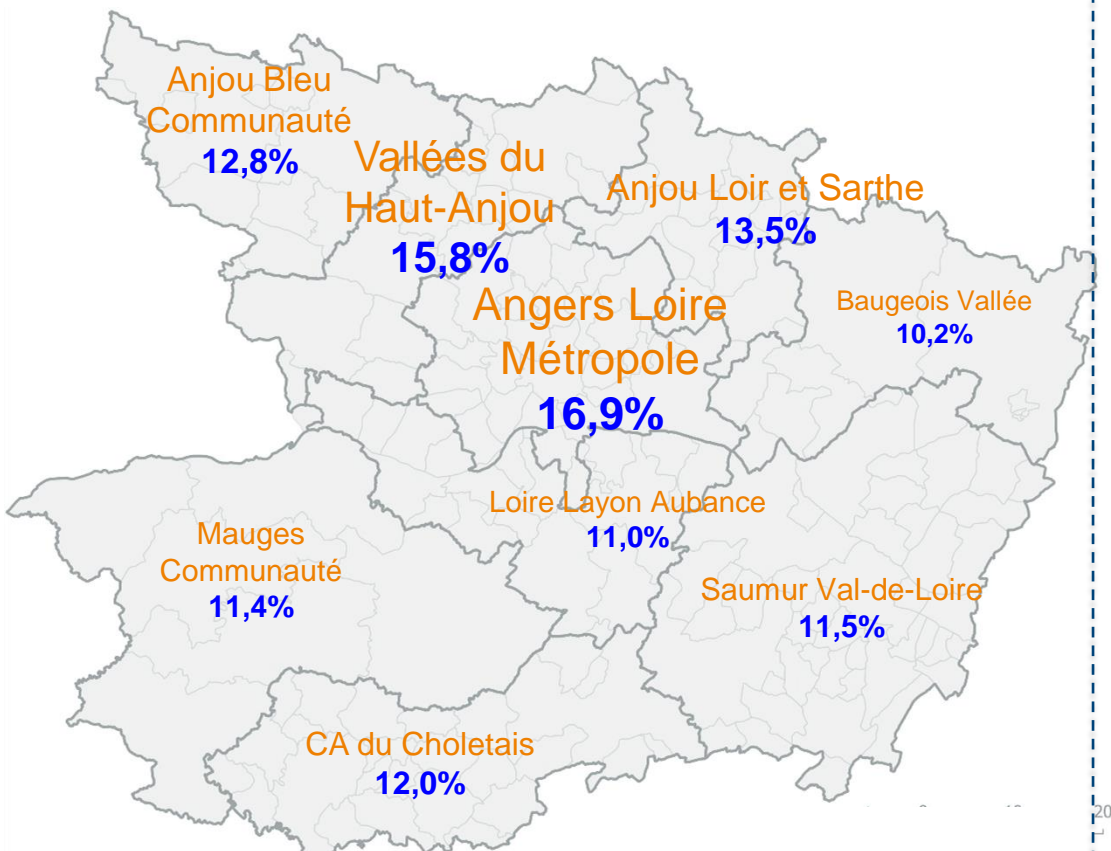 Anjou Bleu
Communauté
12,8%
Vallées du
Haut-Anjou
15,8%
Anjou Loir et Sarthe
13,5%
Angers Loire
Métropole
16,9%
Baugeois Vallée
10,2%
Loire Layon Aubance
11,0%
Mauges
Communauté
11,4%
Saumur Val-de-Loire
11,5%
CA du Choletais
12,0%
20